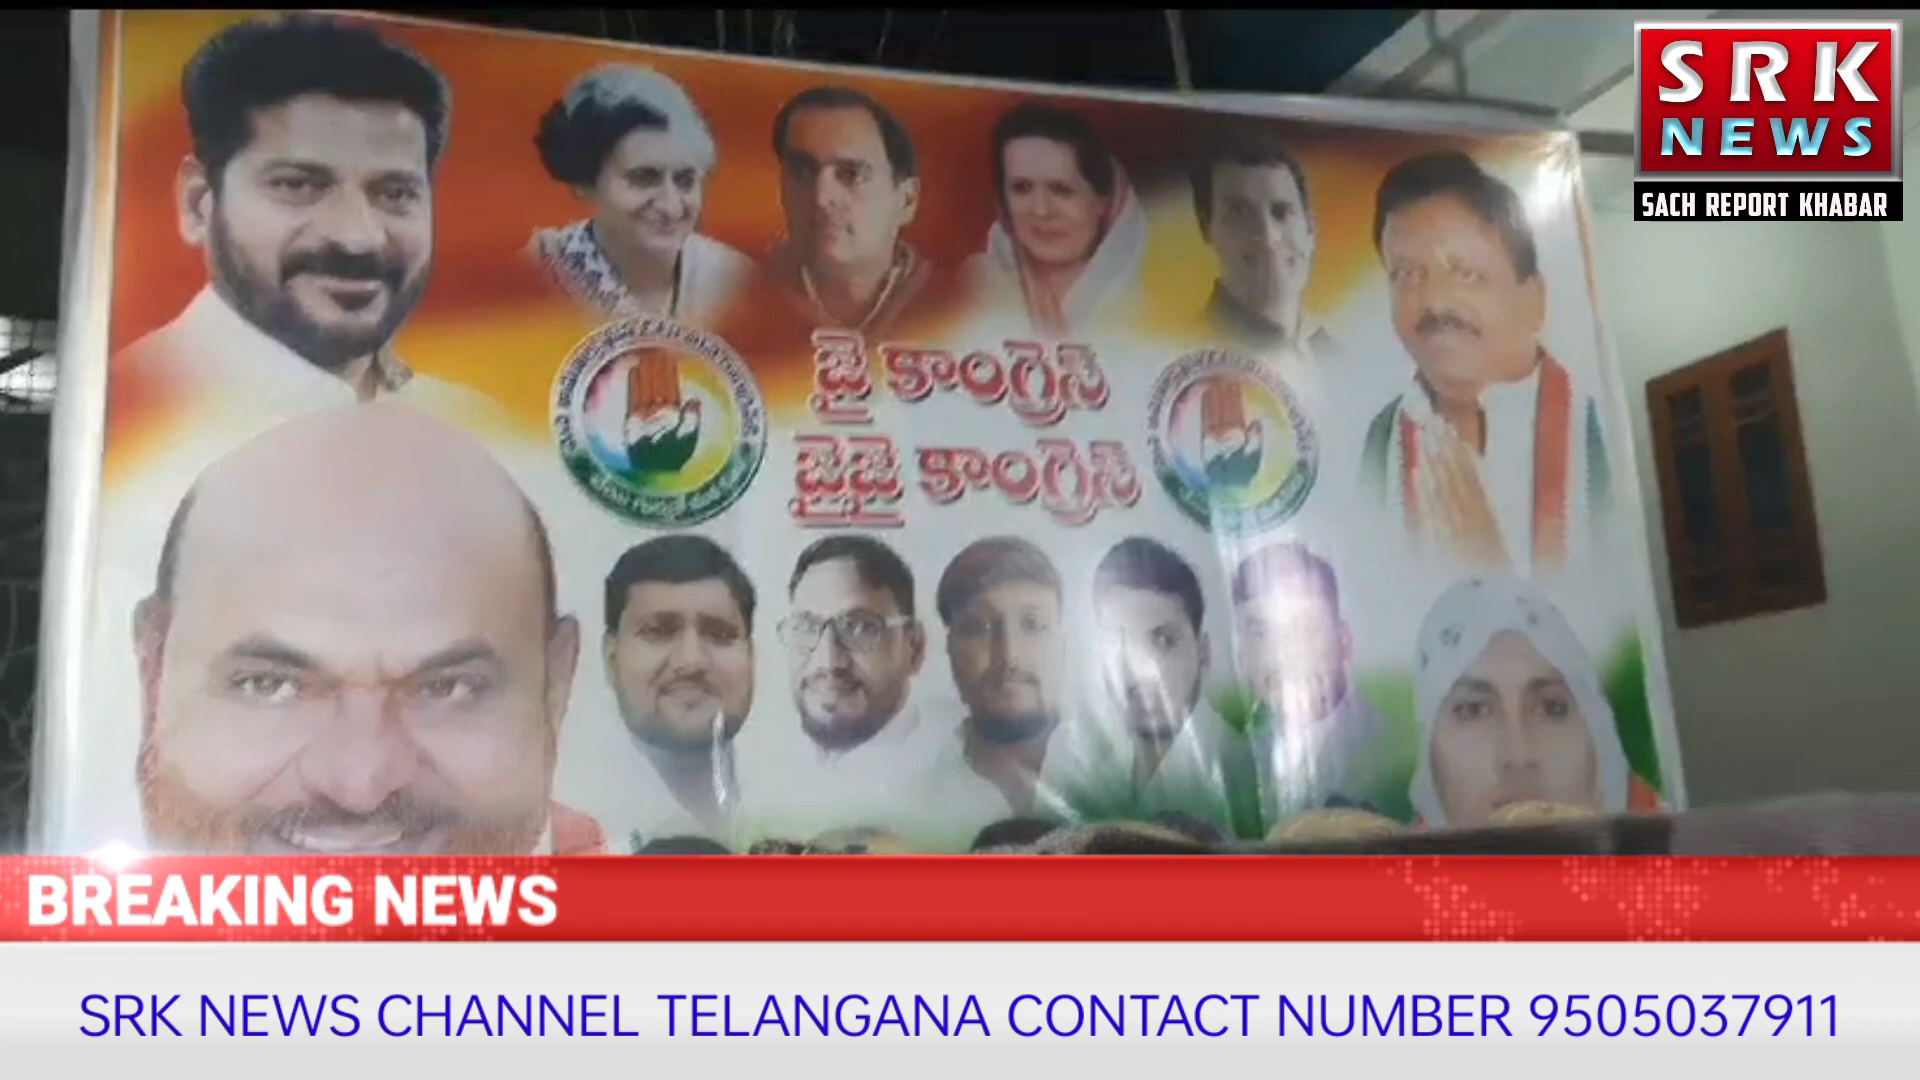 SRK
NEWS
SACH REPORT KHABAR
జై కాంగ్రెస్
జైజై కాంగ్రెస్
BREAKING NEWS
SRK NEWS CHANNEL TELANGANA CONTACT NUMBER 9505037911